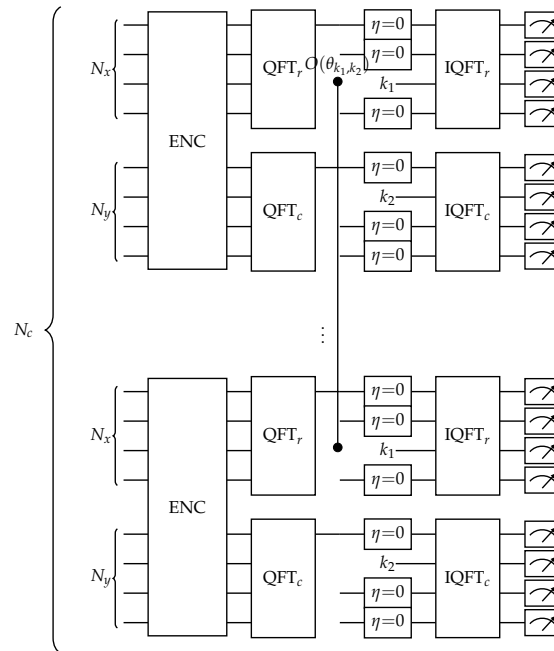 η=0
N_x
η=0
QFT_r
O(θ_{k_1,k_2})
IQFT_r
k_1
η=0
ENC
η=0
N_y
k_2
QFT_c
IQFT_c
η=0
η=0
N_c
⋮
η=0
N_x
η=0
QFT_r
IQFT_r
k_1
η=0
ENC
η=0
N_y
k_2
QFT_c
IQFT_c
η=0
η=0